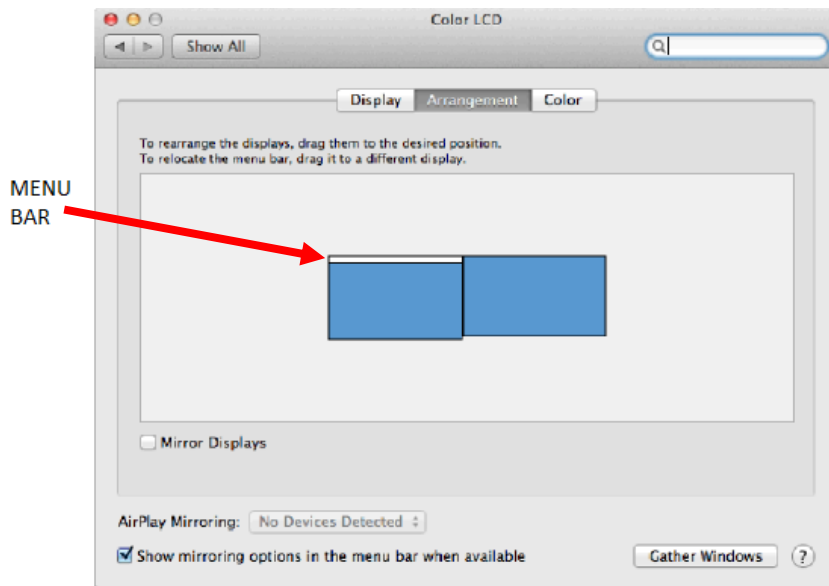 Color LCD
Show All
Display Arrangement Color
To rearrange the displays, drag them to the desired position.
To relocate the menu bar, drag it to a different display.
MENU
BAR
Mirror Displays
AirPlay Mirroring: No Devices Detected
Show mirroring options in the menu bar when available
Gather Windows ?